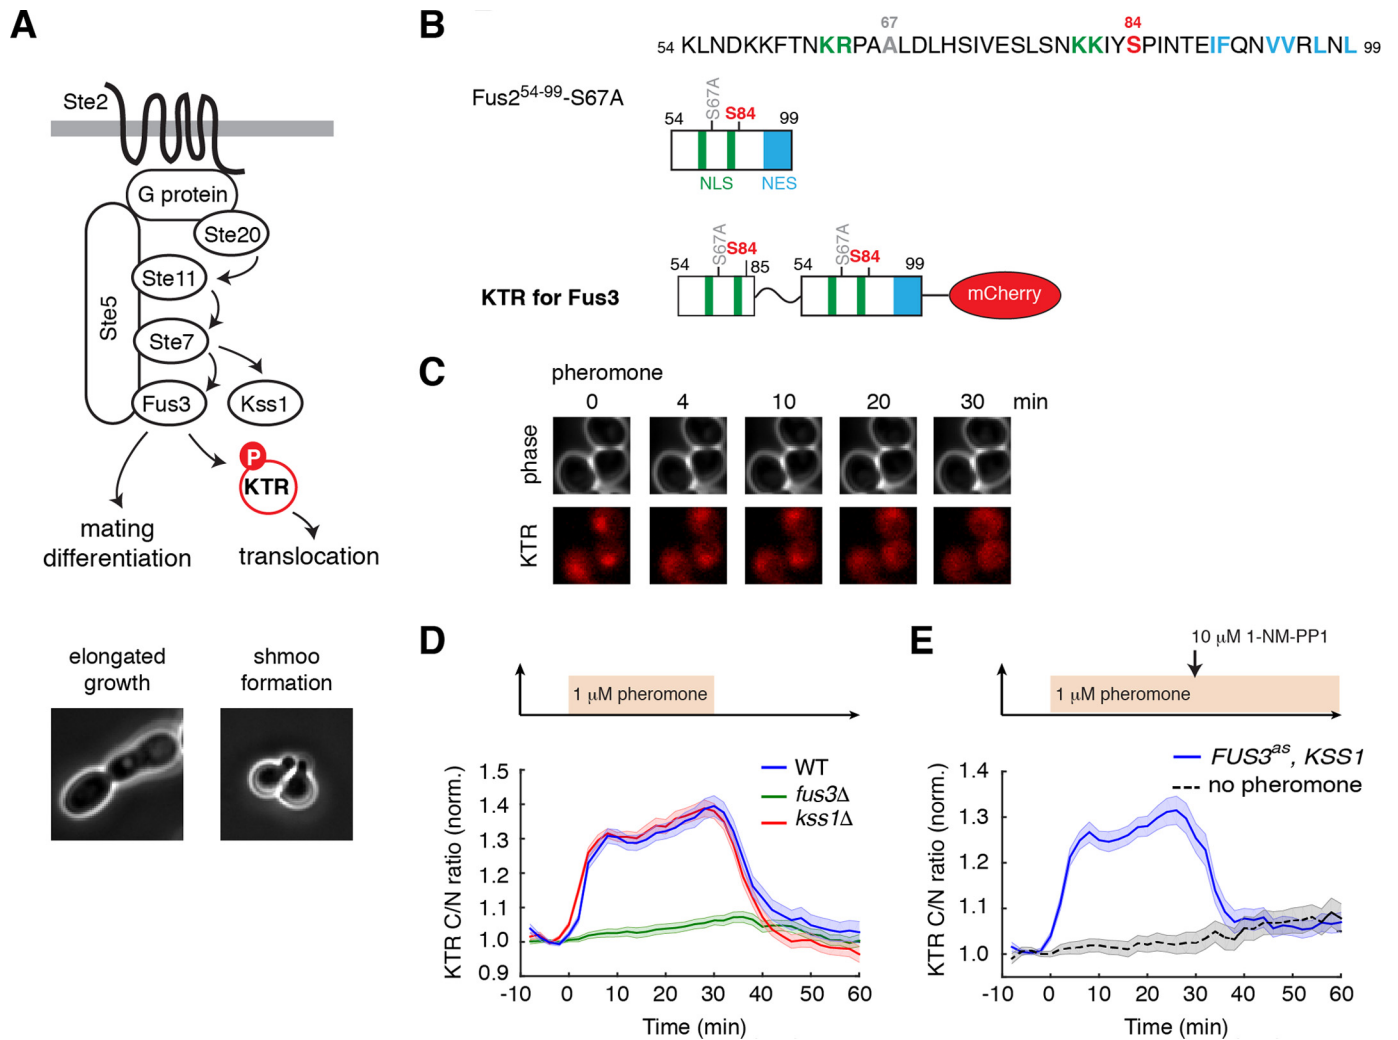 A
Ste2
G protein
Ste20
Ste11
Ste5
Ste7
Fus3
Kss1
P
KTR
mating
differentiation
translocation
elongated
growth
shmoo
formation
B
67
84
54 KLNDKKFTNKRPAALDLHSIVESLSNKKIYSPINTEIFQNVVRLNL 99
Fus254-99-S67A
S67A
54
S84
99
NLS
NES
KTR for Fus3
S67A
54
S84
85
S67A
54
S84
99
mCherry
C
pheromone
0 4 10 20 30 min
phase
KTR
D
1 μM pheromone
WT
fus3Δ
kss1Δ
KTR C/N ratio (norm.)
1.5
1.4
1.3
1.2
1.1
1.0
0.9
-10 0 10 20 30 40 50 60
Time (min)
E
10 μM 1-NM-PP1
1 μM pheromone
FUS3as, KSS1
no pheromone
KTR C/N ratio (norm.)
1.4
1.3
1.2
1.1
1.0
-10 0 10 20 30 40 50 60
Time (min)